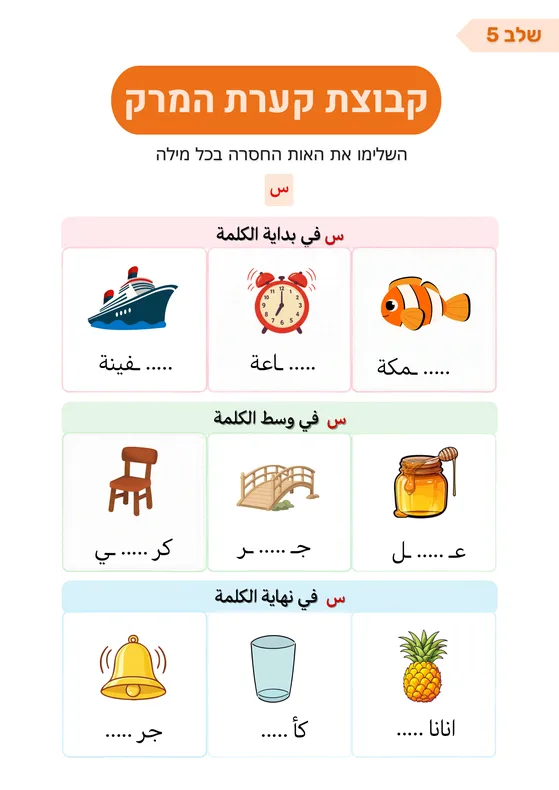 שלב 5
קבוצת קערת המרק
השלימו את האות החסרה בכל מילה
س
س في بداية الكلمة
..... ـمكة
..... ـاعة
..... ـفينة
س في وسط الكلمة
عـ ..... ـل
جـ ..... ـر
كر ..... ـي
س في نهاية الكلمة
انانا .....
كأ .....
جر .....